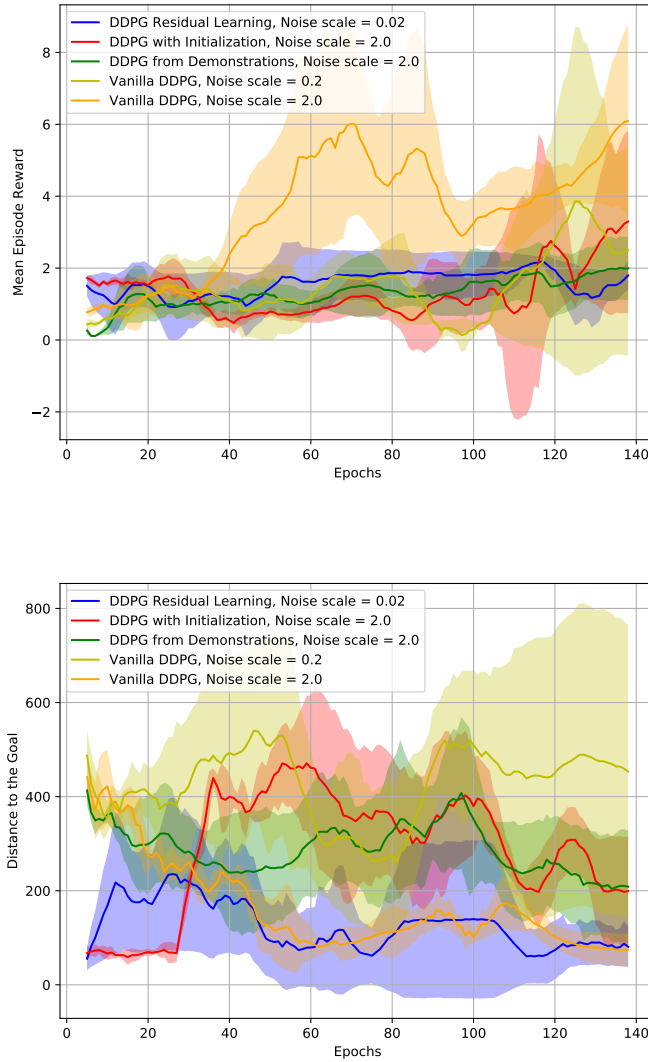 DDPG Residual Learning, Noise scale = 0.02
DDPG with Initialization, Noise scale = 2.0
DDPG from Demonstrations, Noise scale = 2.0
Vanilla DDPG, Noise scale = 0.2
Vanilla DDPG, Noise scale = 2.0
8
6
4
2
0
−2
Mean Episode Reward
0 20 40 60 80 100 120 140
Epochs
DDPG Residual Learning, Noise scale = 0.02
DDPG with Initialization, Noise scale = 2.0
DDPG from Demonstrations, Noise scale = 2.0
Vanilla DDPG, Noise scale = 0.2
Vanilla DDPG, Noise scale = 2.0
800
600
400
200
0
Distance to the Goal
0 20 40 60 80 100 120 140
Epochs